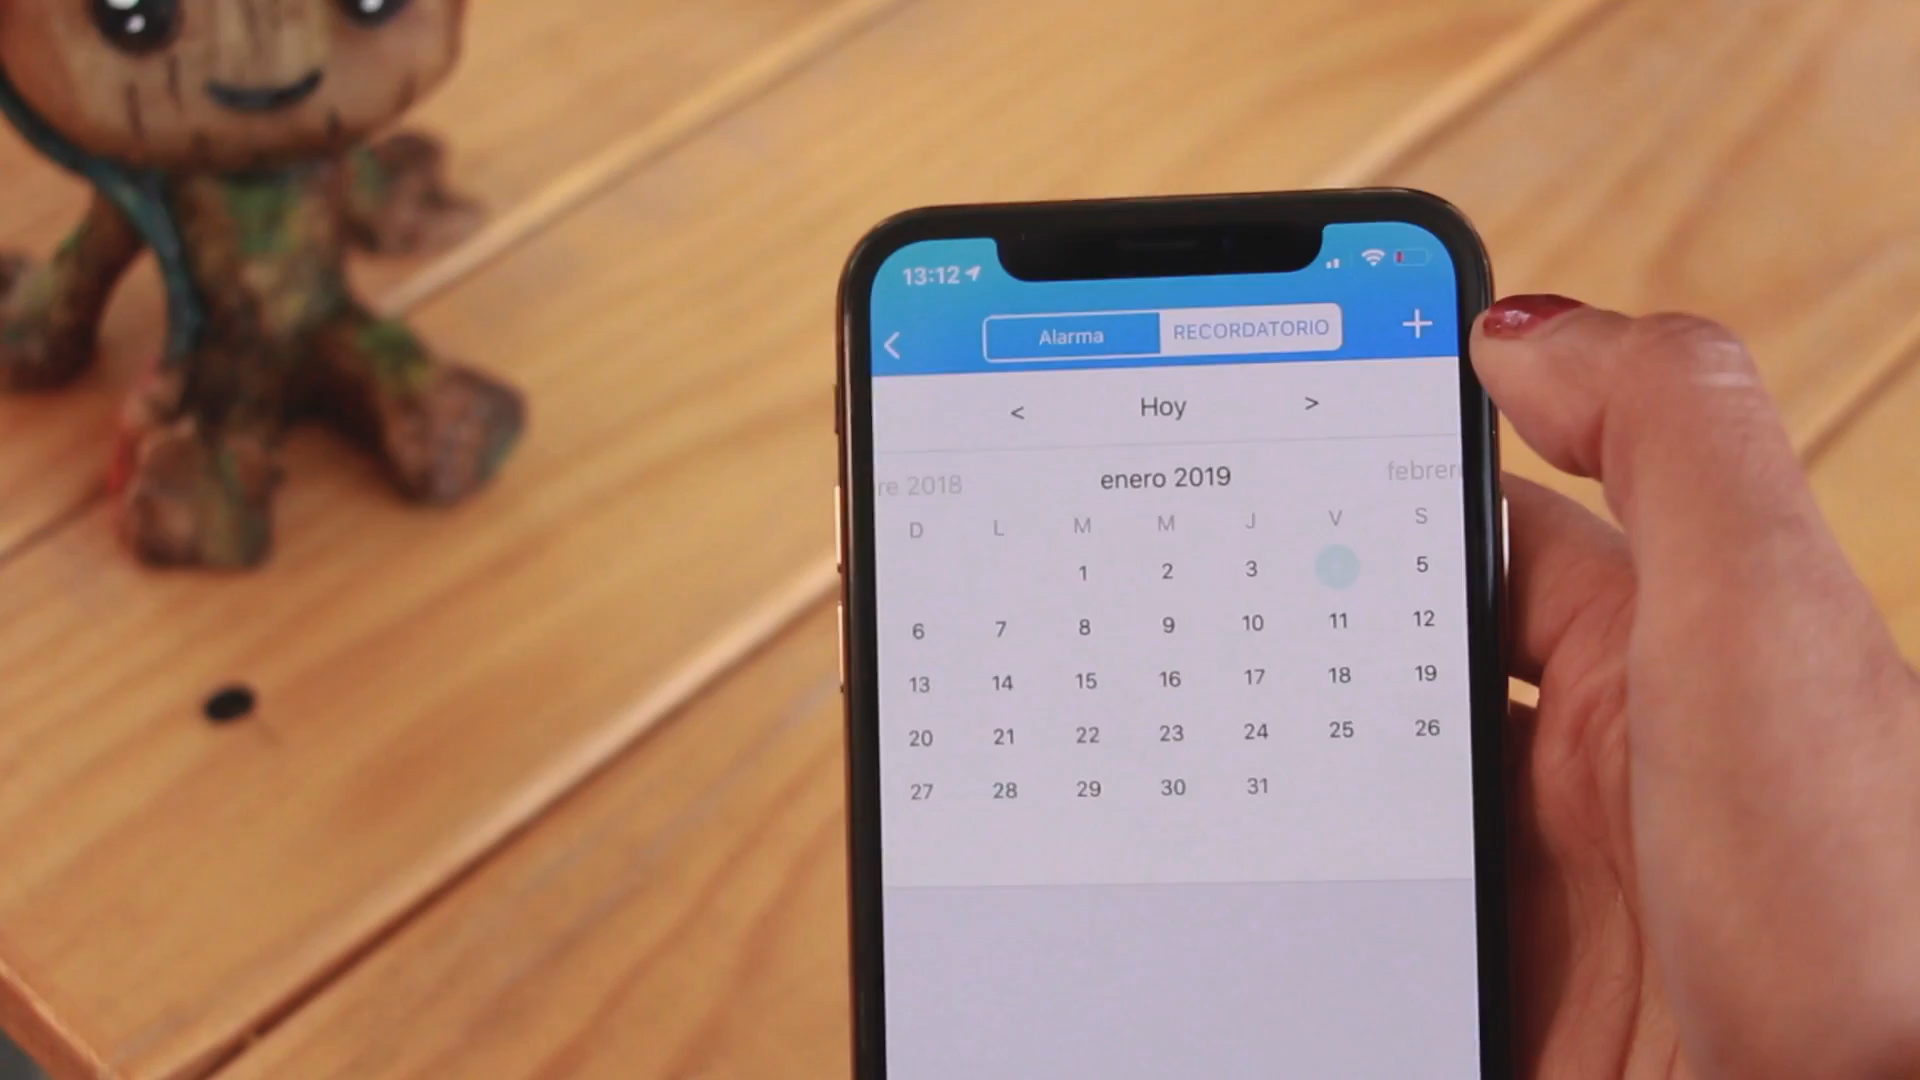 13:12
Alarma RECORDATORIO +
< Hoy >
re 2018 enero 2019 febrer
D L M M J V S
1 2 3 5
6 7 8 9 10 11 12
13 14 15 16 17 18 19
20 21 22 23 24 25 26
27 28 29 30 31